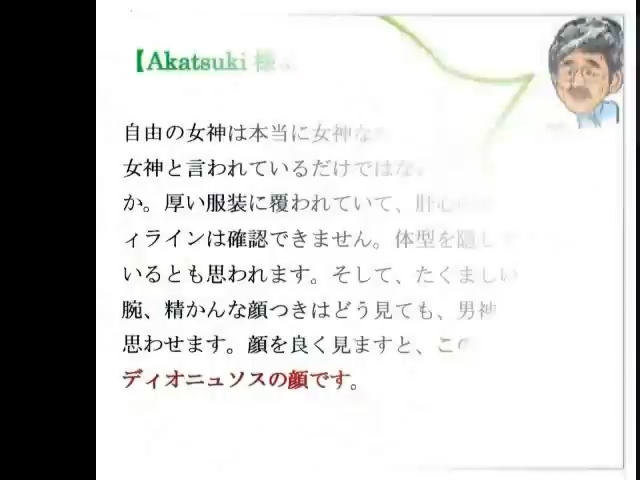 【Akatsuki 様
自由の女神は本当に女神な
女神と言われているだけではな
か。厚い服装に覆われていて、肝心
ィラインは確認できません。体型を隠し
いるとも思われます。そして、たくましい
腕、精かんな顔つきはどう見ても、男神
思わせます。顔を良く見ますと、この
ディオニュソスの顔です。